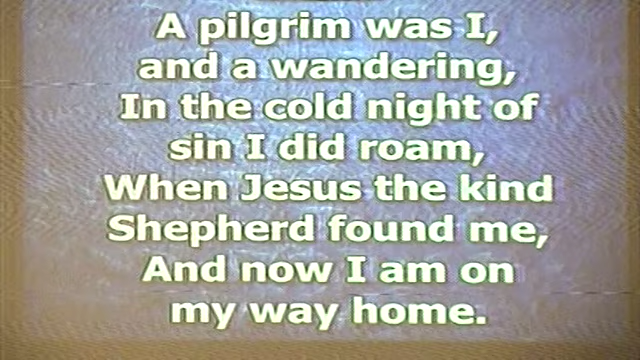 A pilgrim was I,
and a wandering,
In the cold night of
sin I did roam,
When Jesus the kind
Shepherd found me,
And now I am on
my way home.